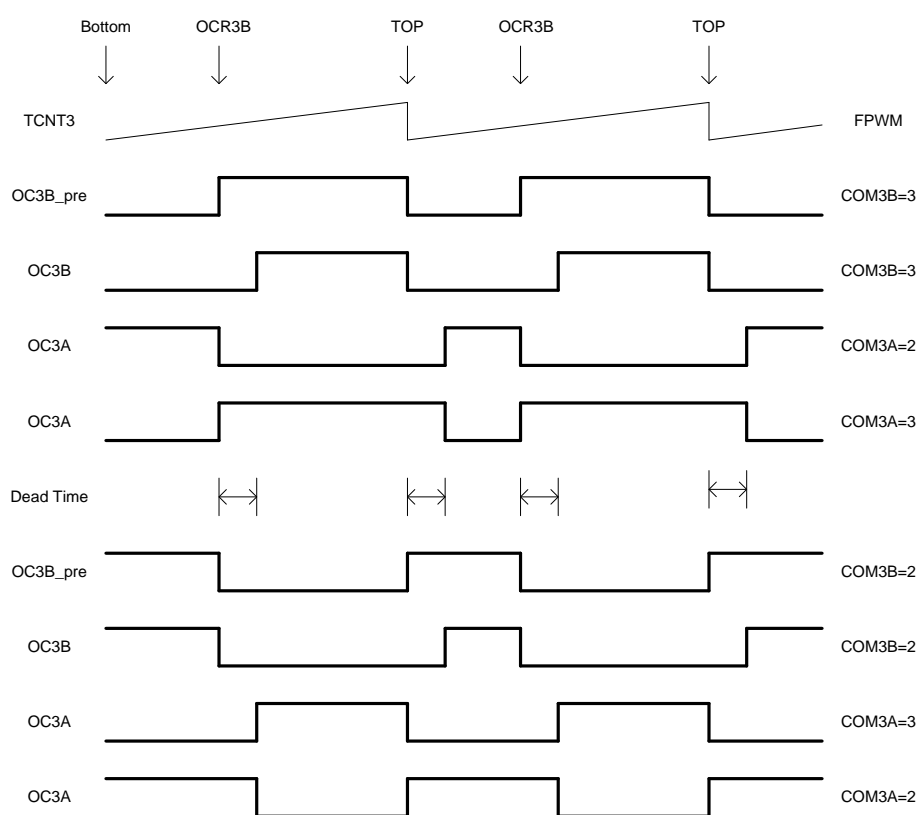 Bottom OCR3B TOP OCR3B TOP
TCNT3 FPWM
OC3B_pre COM3B=3
OC3B COM3B=3
OC3A COM3A=2
OC3A COM3A=3
Dead Time
OC3B_pre COM3B=2
OC3B COM3B=2
OC3A COM3A=3
OC3A COM3A=2